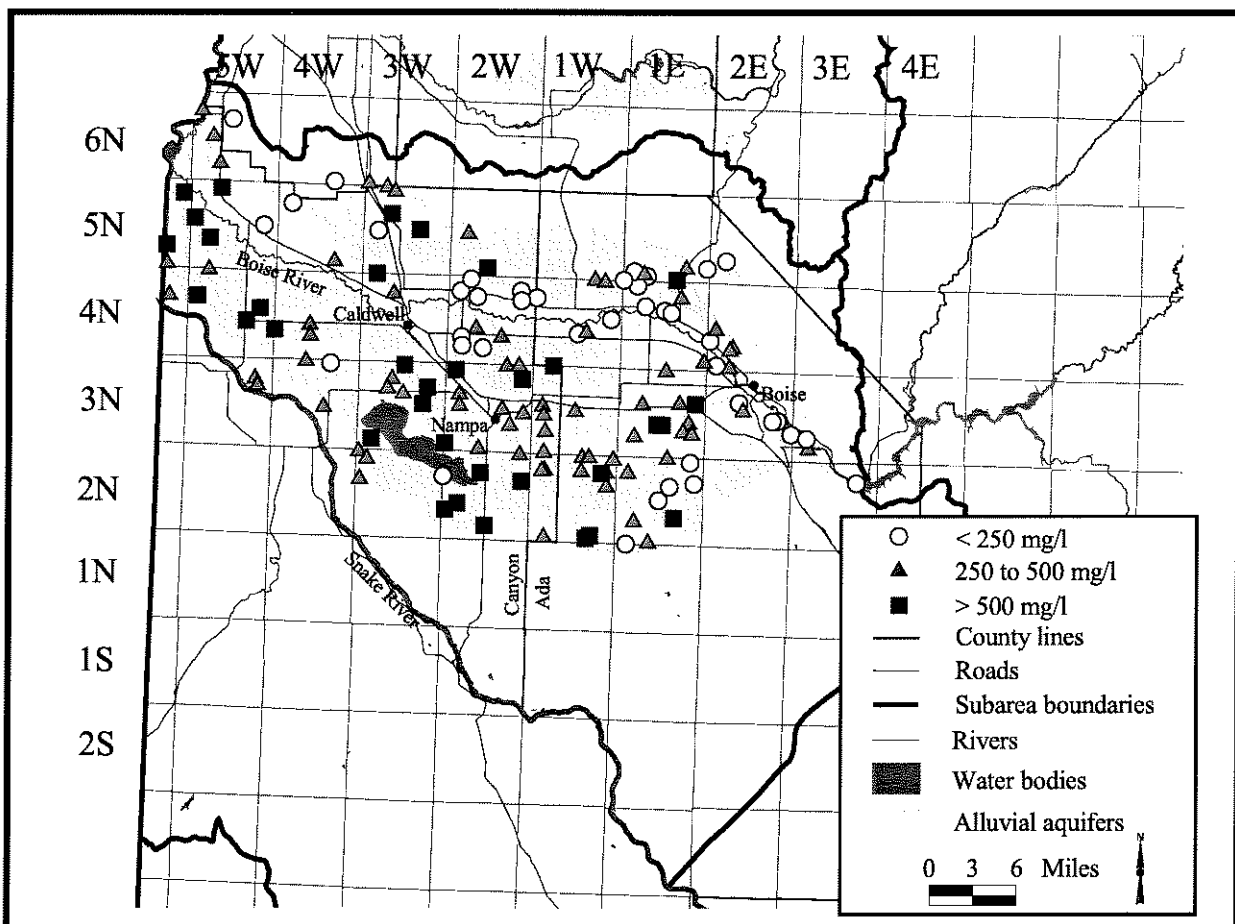 5W 4W 3W 2W 1W 1E 2E 3E 4E
6N
5N
4N
3N
2N
1N
1S
2S
Boise River
Caldwell
Boise
Nampa
Snake River
Canyon
Ada
< 250 mg/l
250 to 500 mg/l
> 500 mg/l
County lines
Roads
Subarea boundaries
Rivers
Water bodies
Alluvial aquifers
N
0 3 6 Miles